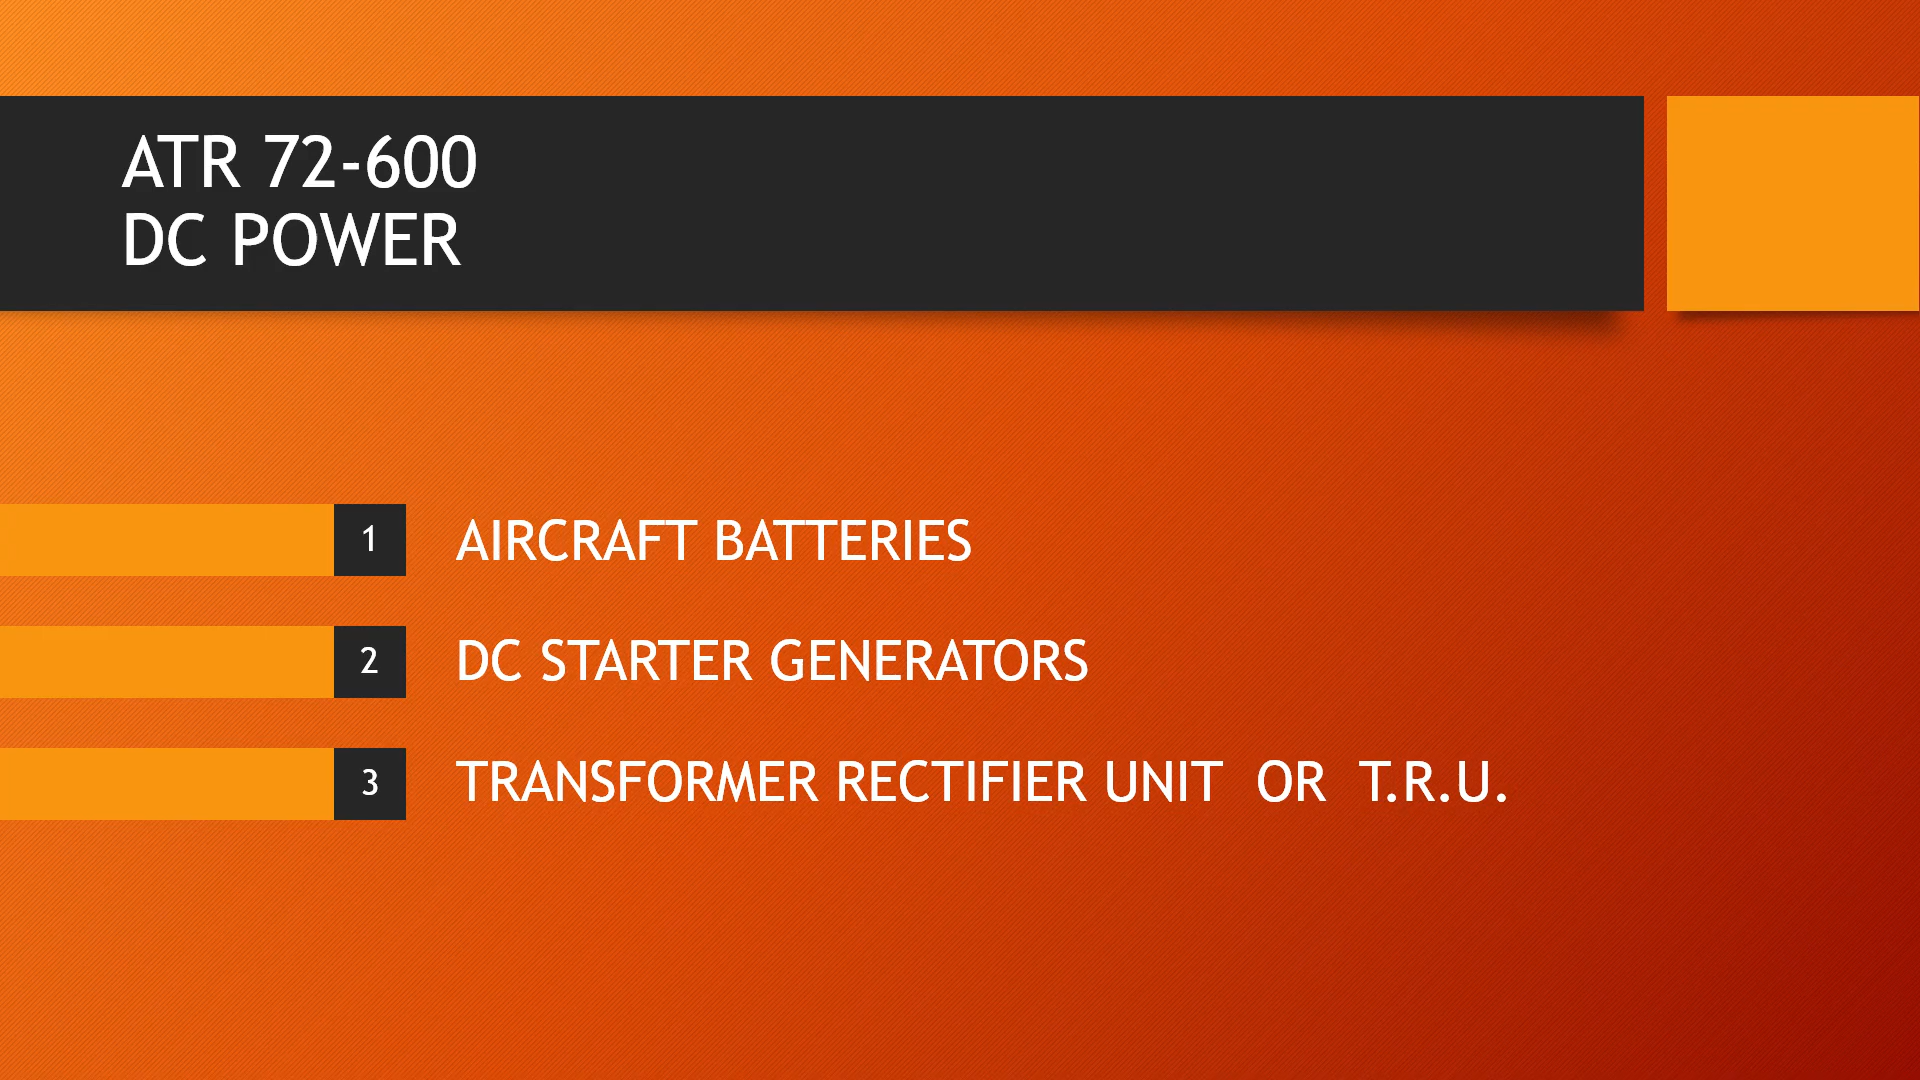 ATR 72-600
DC POWER
1 AIRCRAFT BATTERIES
2 DC STARTER GENERATORS
3 TRANSFORMER RECTIFIER UNIT OR T.R.U.